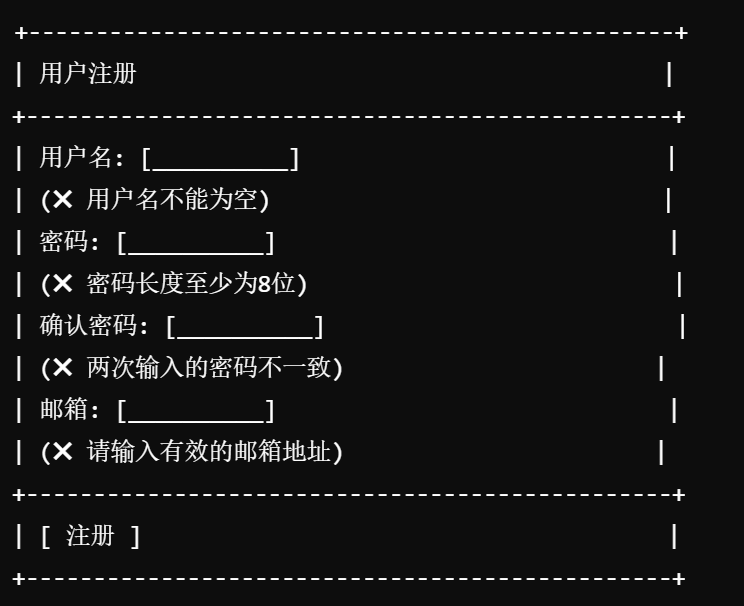 +------------------------------------------------+
| 用户注册                                       |
+------------------------------------------------+
| 用户名: [__________]                           |
| (❌ 用户名不能为空)                             |
| 密码: [__________]                             |
| (❌ 密码长度至少为8位)                           |
| 确认密码: [__________]                          |
| (❌ 两次输入的密码不一致)                       |
| 邮箱: [__________]                             |
| (❌ 请输入有效的邮箱地址)                       |
+------------------------------------------------+
| [ 注册 ]                                       |
+------------------------------------------------+